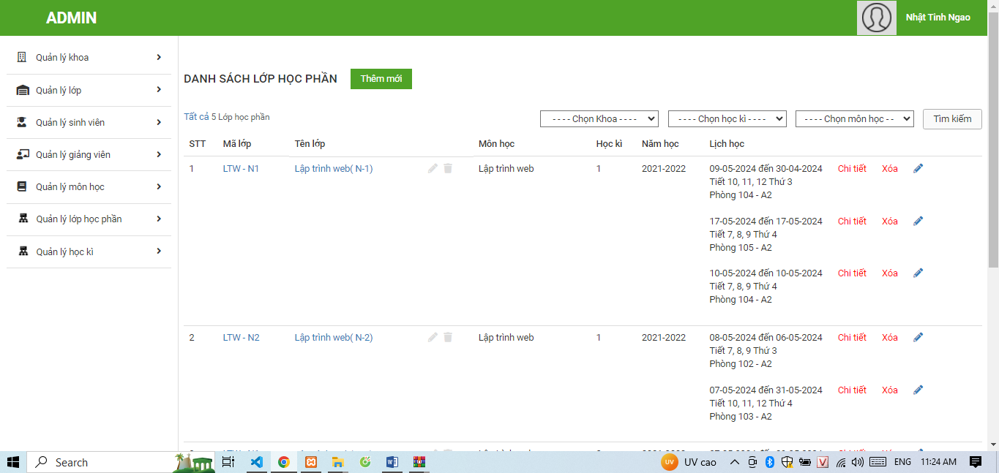 ADMIN
Nhật Tinh Ngao
Quản lý khoa
Quản lý lớp
Quản lý sinh viên
Quản lý giảng viên
Quản lý môn học
Quản lý lớp học phần
Quản lý học kì
DANH SÁCH LỚP HỌC PHẦN
Thêm mới
Tất cả 5 Lớp học phần
- - - - Chọn Khoa - - - -
- - - - Chọn học kì - - - -
- - - - Chọn môn học - -
Tìm kiếm
STT Mã lớp Tên lớp Môn học Học kì Năm học Lịch học
1 LTW - N1 Lập trình web( N-1) Lập trình web 1 2021-2022 09-05-2024 đến 30-04-2024 Chi tiết Xóa
Tiết 10, 11, 12 Thứ 3
Phòng 104 - A2
17-05-2024 đến 17-05-2024 Chi tiết Xóa
Tiết 7, 8, 9 Thứ 4
Phòng 105 - A2
10-05-2024 đến 10-05-2024 Chi tiết Xóa
Tiết 7, 8, 9 Thứ 4
Phòng 104 - A2
2 LTW - N2 Lập trình web( N-2) Lập trình web 1 2021-2022 08-05-2024 đến 06-05-2024 Chi tiết Xóa
Tiết 7, 8, 9 Thứ 3
Phòng 102 - A2
07-05-2024 đến 31-05-2024 Chi tiết Xóa
Tiết 10, 11, 12 Thứ 4
Phòng 103 - A2
Search
UV
UV cao
V
ENG
11:24 AM